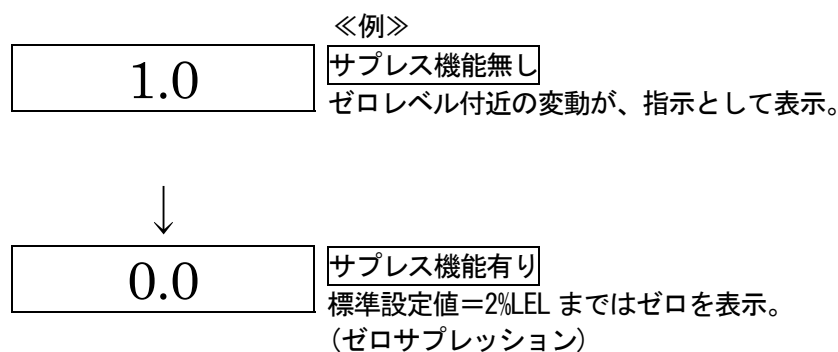 ≪例≫
1.0
サプレス機能無し
ゼロレベル付近の変動が、指示として表示。
↓
0.0
サプレス機能有り
標準設定値＝2%LEL まではゼロを表示。
(ゼロサプレッション)